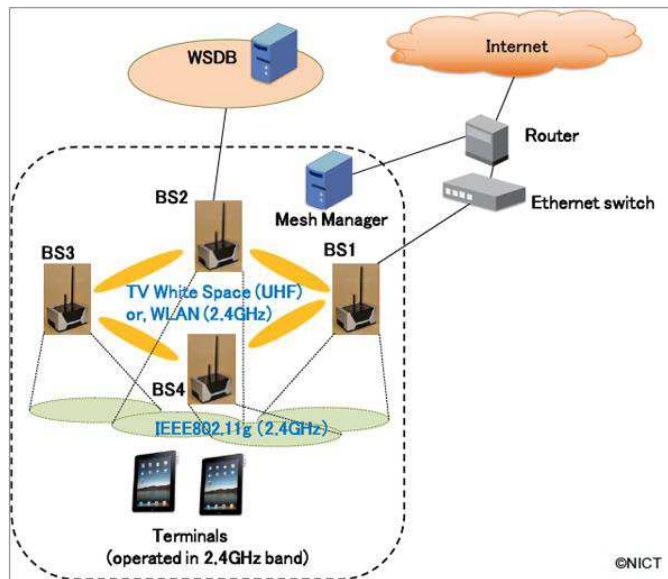 WSDB
Internet
Router
Ethernet switch
Mesh Manager
BS2
BS3
BS1
TV White Space (UHF)
or, WLAN (2.4GHz)
BS4
IEEE802.11g (2.4GHz)
Terminals
(operated in 2.4GHz band)
©NICT